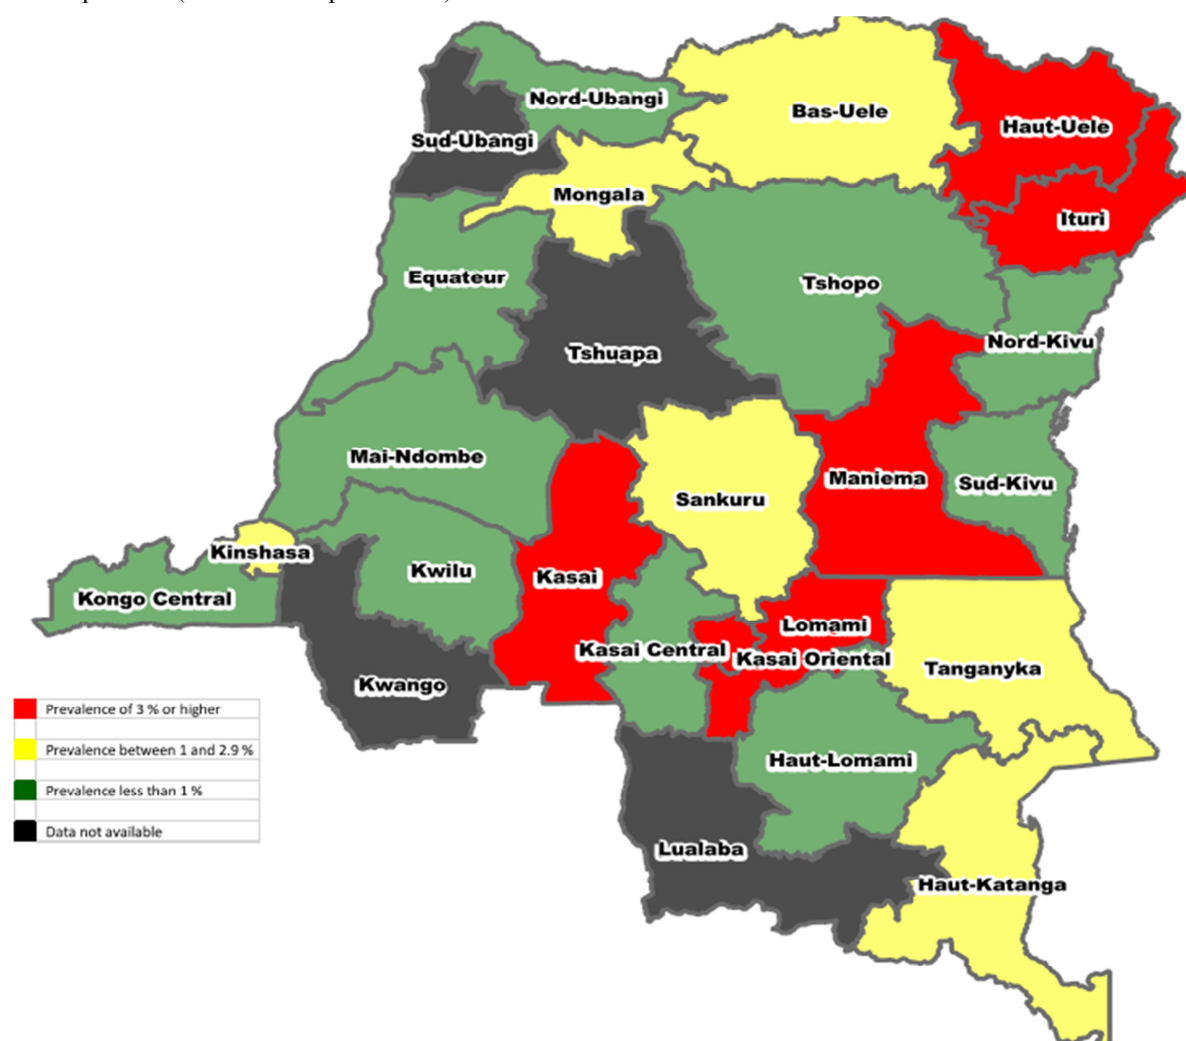 Nord-Ubangi
Bas-Uele
Haut-Uele
Sud-Ubangi
Mongala
Ituri
Equateur
Tshopo
Nord-Kivu
Tshuapa
Mai-Ndombe
Maniema
Sud-Kivu
Sankuru
Kinshasa
Kwilu
Kasai
Kongo Central
Lomami
Kasai Central
Kasai Oriental
Tanganyka
Kwango
Haut-Lomami
Lualaba
Haut-Katanga
Prevalence of 3 % or higher
Prevalence between 1 and 2.9 %
Prevalence less than 1 %
Data not available